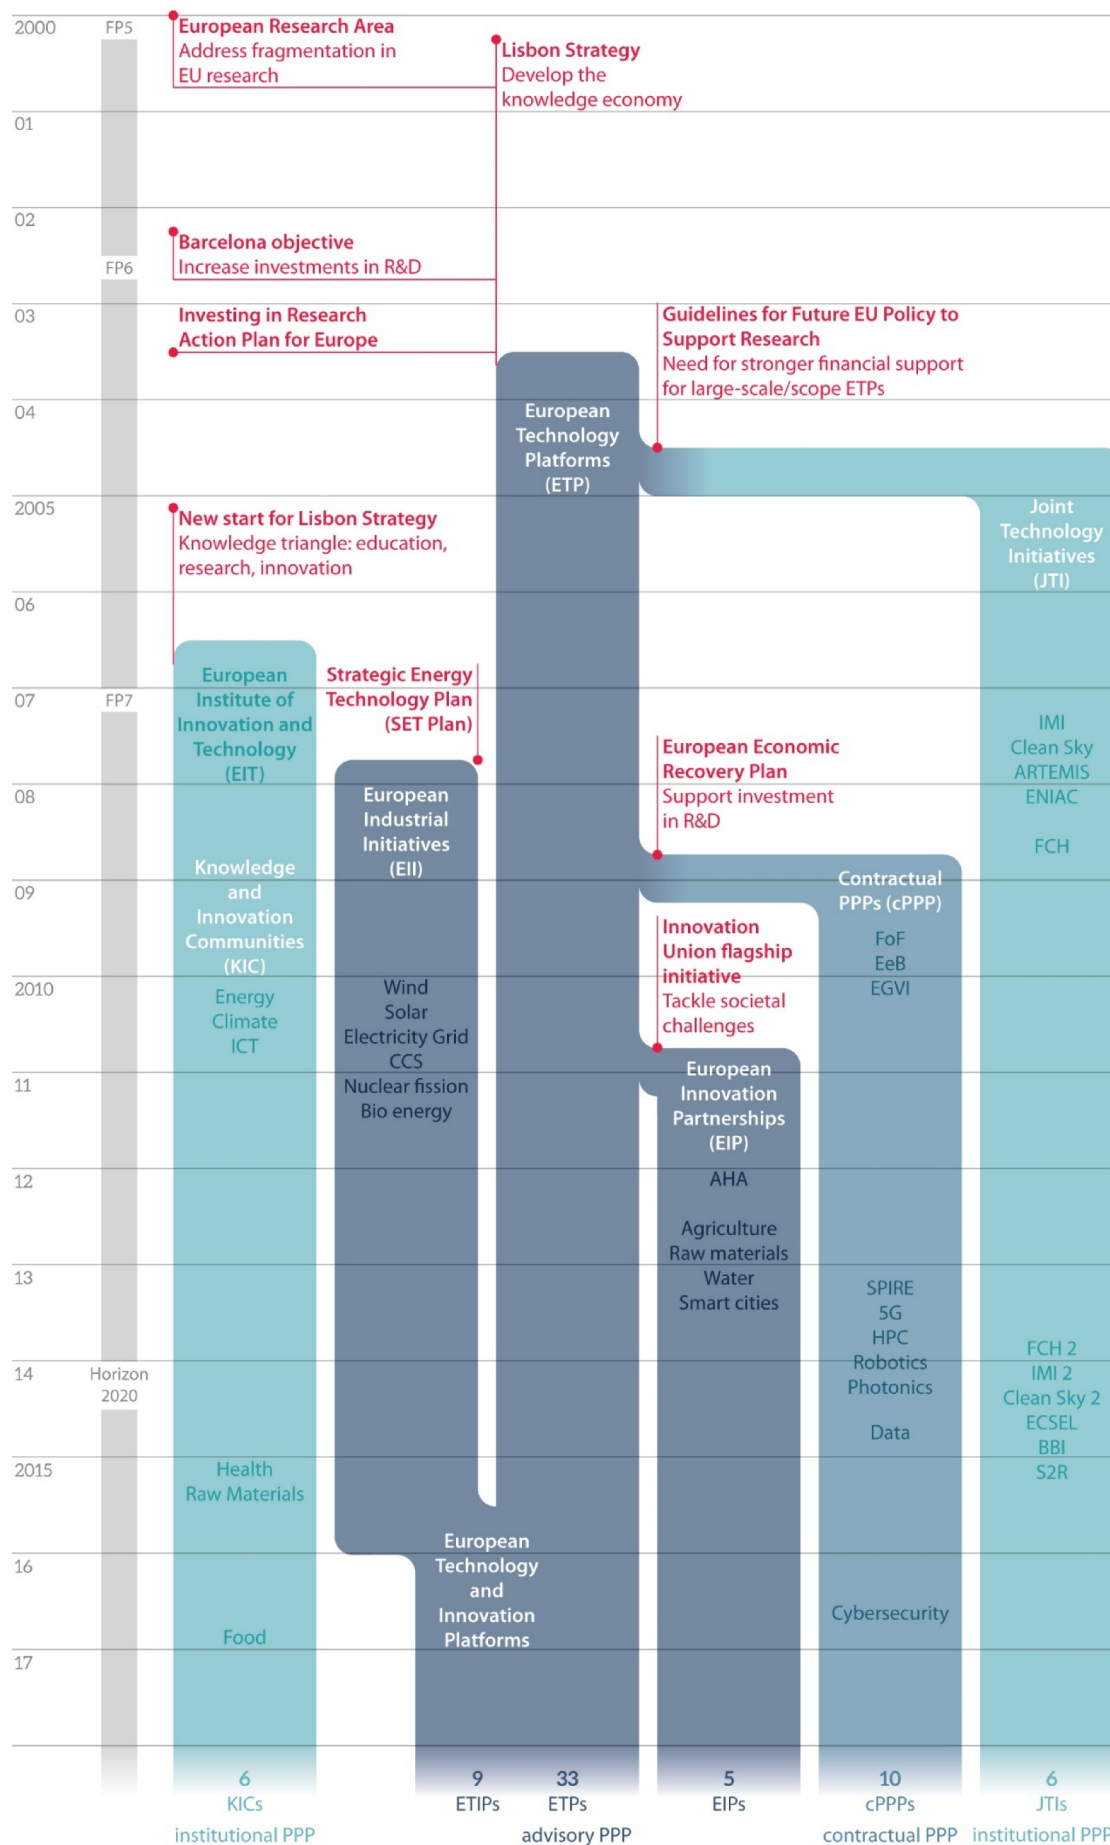 2000
FP5
European Research Area
Address fragmentation in
EU research
Lisbon Strategy
Develop the
knowledge economy
01
02
Barcelona objective
Increase investments in R&D
FP6
03
Investing in Research
Action Plan for Europe
Guidelines for Future EU Policy to
Support Research
Need for stronger financial support
for large-scale/scope ETPs
04
European
Technology
Platforms
(ETP)
2005
New start for Lisbon Strategy
Knowledge triangle: education,
research, innovation
Joint
Technology
Initiatives
(JTI)
06
European
Institute of
Innovation and
Technology
(EIT)
Strategic Energy
Technology Plan
(SET Plan)
07
FP7
IMI
Clean Sky
ARTEMIS
ENIAC
FCH
European Economic
Recovery Plan
Support investment
in R&D
08
European
Industrial
Initiatives
(EII)
Knowledge
and
Innovation
Communities
(KIC)
Energy
Climate
ICT
09
Contractual
PPPs (cPPP)
FoF
EeB
EGVI
Innovation
Union flagship
initiative
Tackle societal
challenges
2010
Wind
Solar
Electricity Grid
CCS
Nuclear fission
Bio energy
11
European
Innovation
Partnerships
(EIP)
12
AHA
Agriculture
Raw materials
Water
Smart cities
13
SPIRE
5G
HPC
Robotics
Photonics
Data
14
Horizon
2020
FCH 2
IMI 2
Clean Sky 2
ECSEL
BBI
S2R
2015
Health
Raw Materials
16
European
Technology
and
Innovation
Platforms
Cybersecurity
Food
17
6
KICs
institutional PPP
9
ETIPs
33
ETPs
advisory PPP
5
EIPs
10
cPPPs
contractual PPP
6
JTIs
institutional PPP